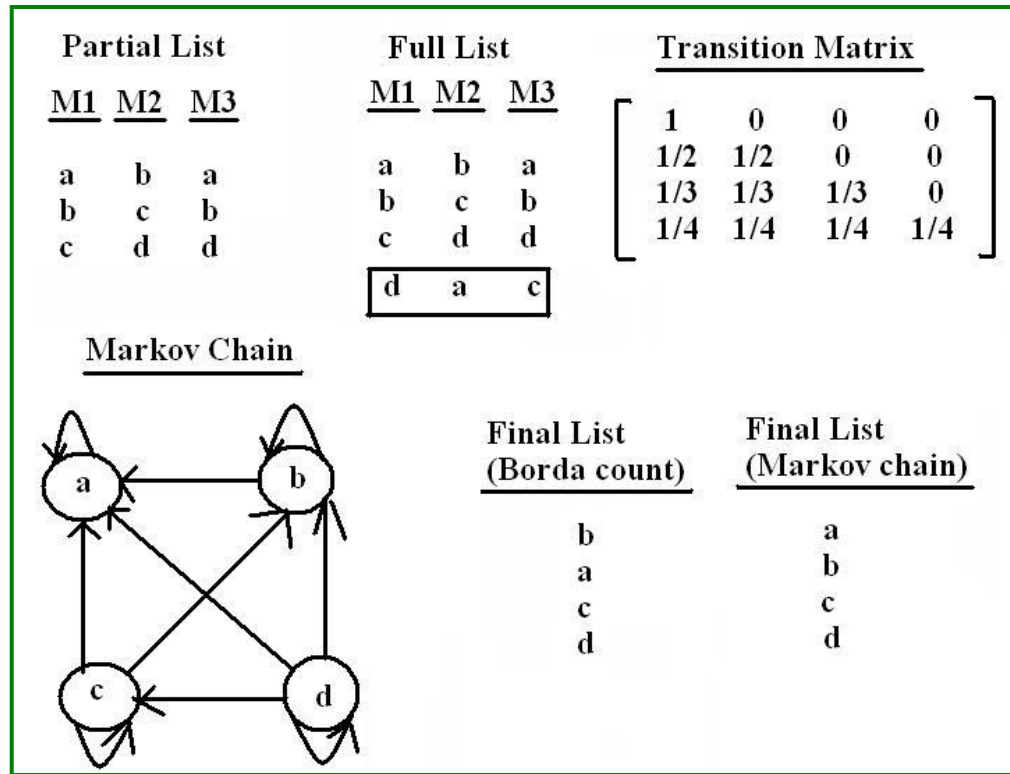 Partial List
M1 M2 M3
a b a
b c b
c d d
Full List
M1 M2 M3
a b a
b c b
c d d
d a c
Transition Matrix
1 0 0 0
1/2 1/2 0 0
1/3 1/3 1/3 0
1/4 1/4 1/4 1/4
Markov Chain
a b
c d
Final List
(Borda count)
b
a
c
d
Final List
(Markov chain)
a
b
c
d